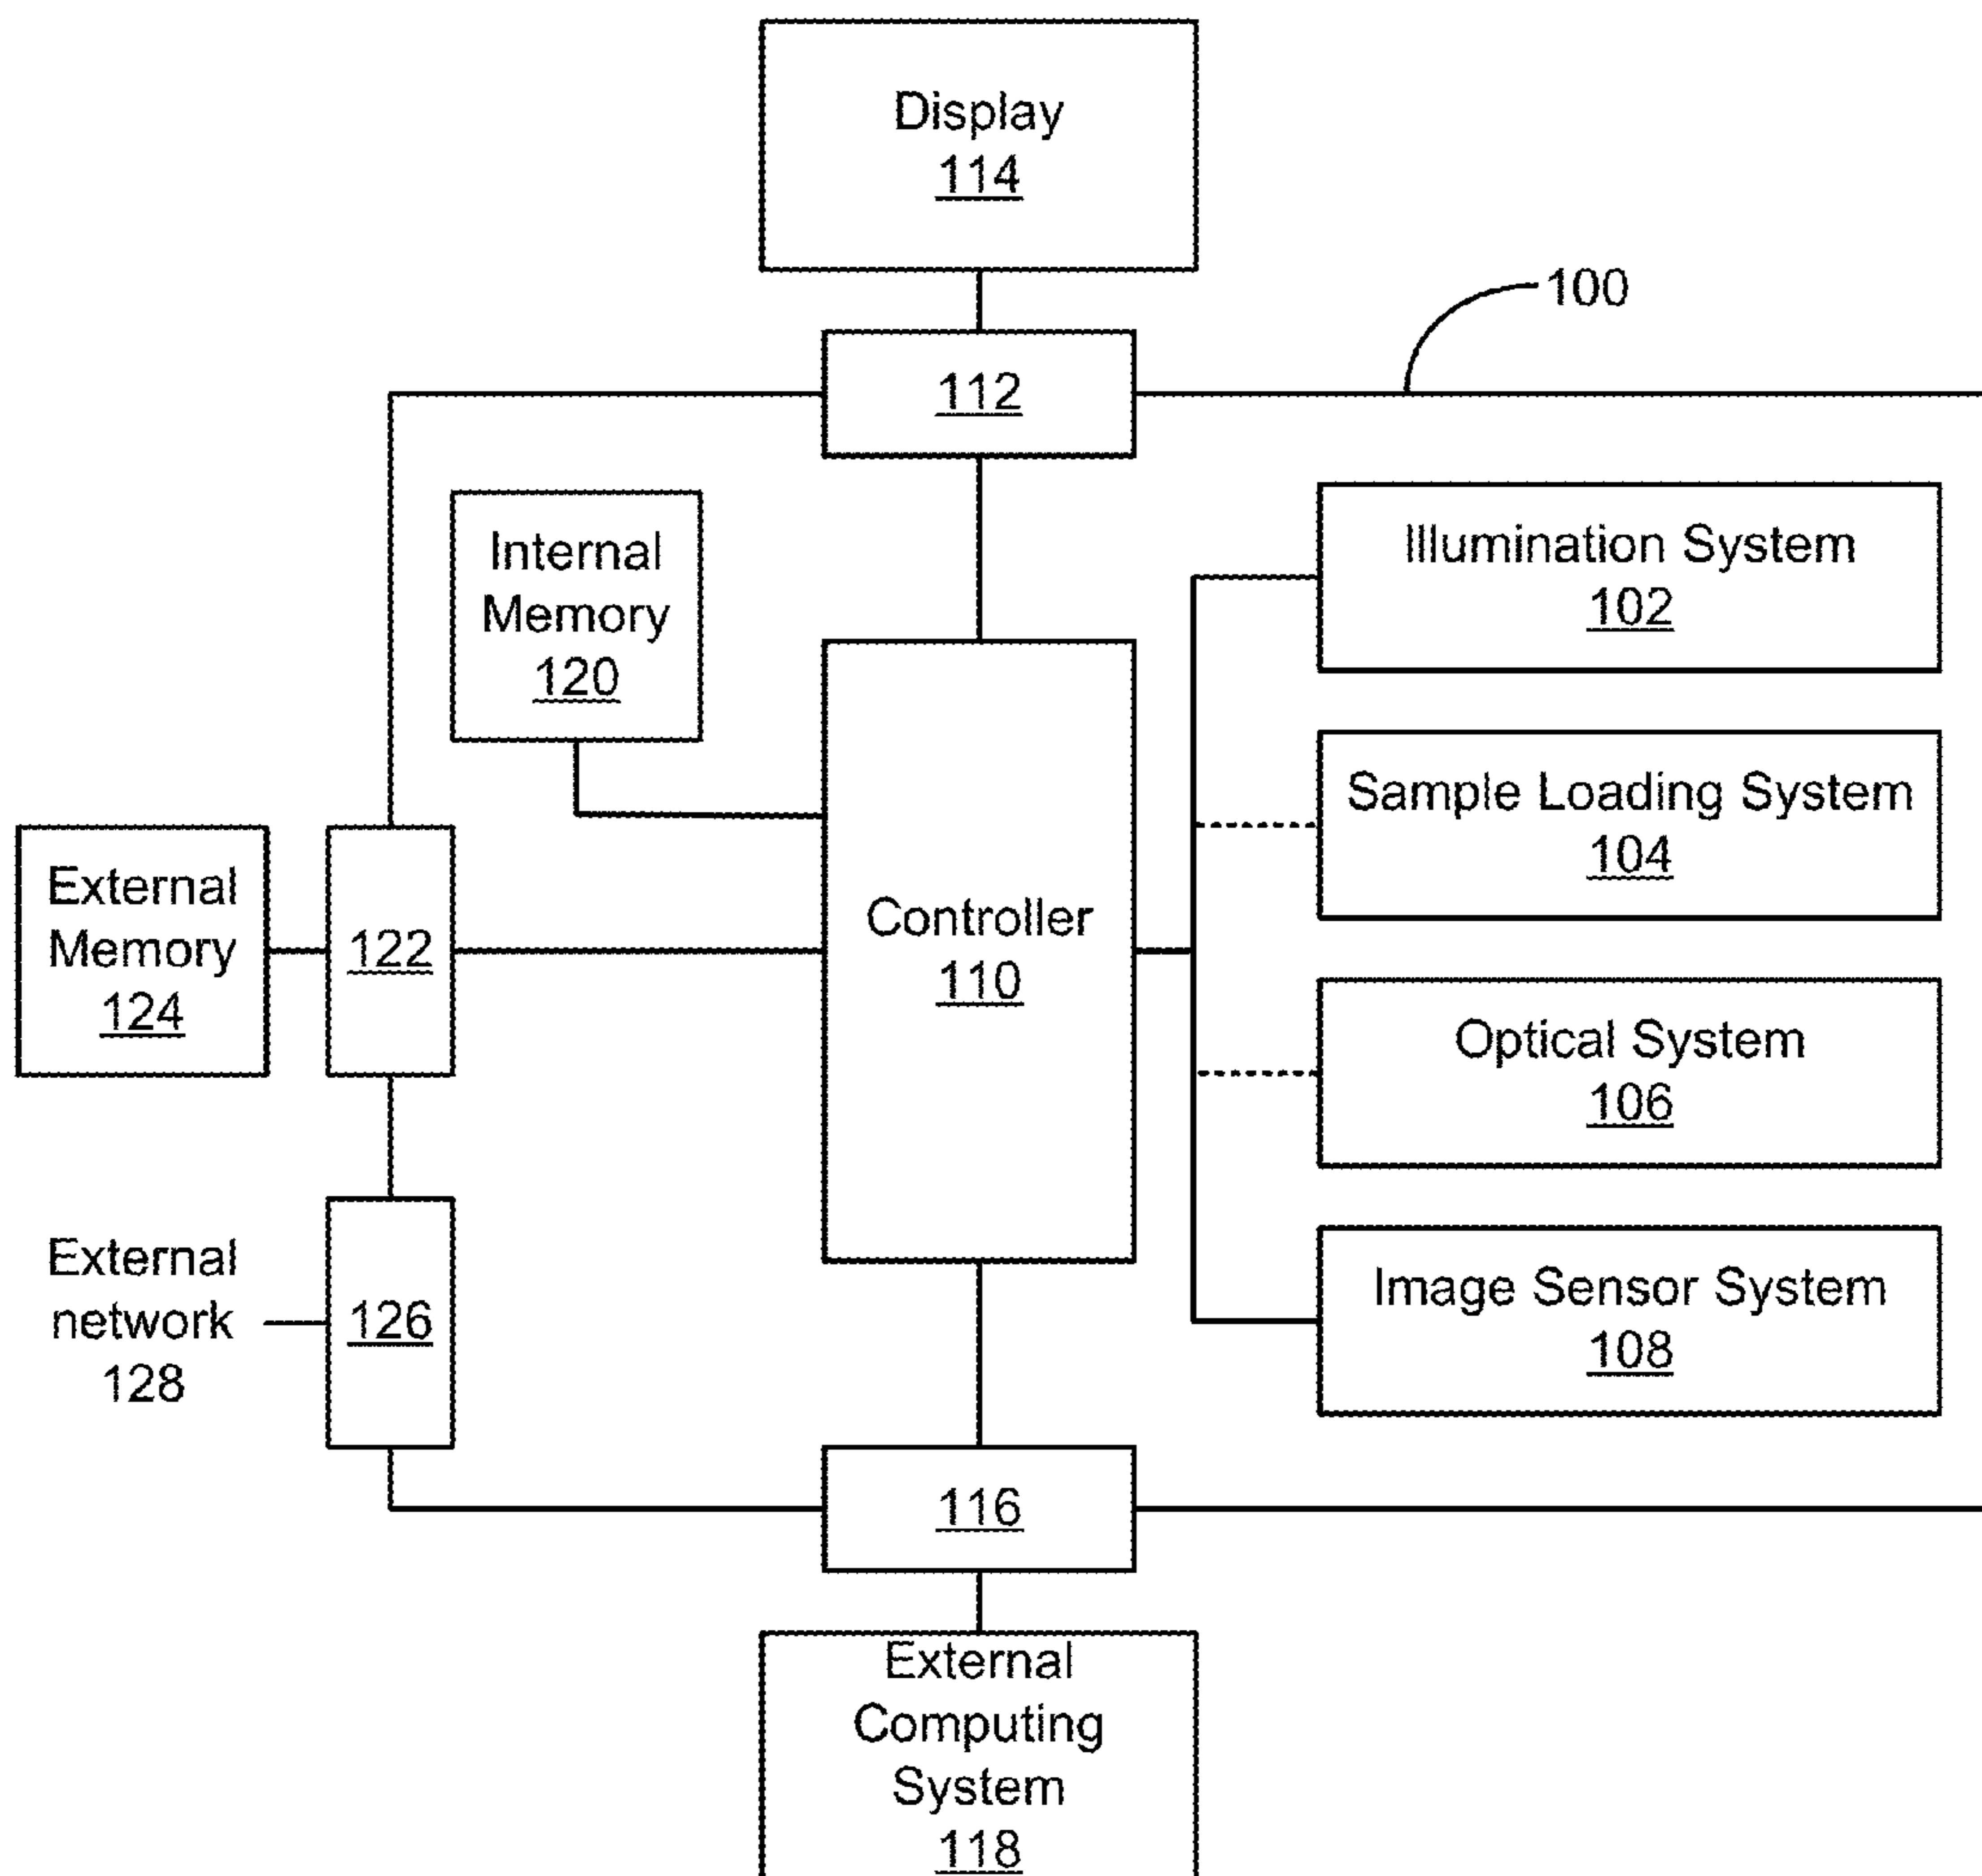 Display
114
100
112
Internal
Memory
120
Illumination System
102
Sample Loading System
104
External
Memory
124
122
Controller
110
Optical System
106
External
network
128
126
Image Sensor System
108
116
External
Computing
System
118